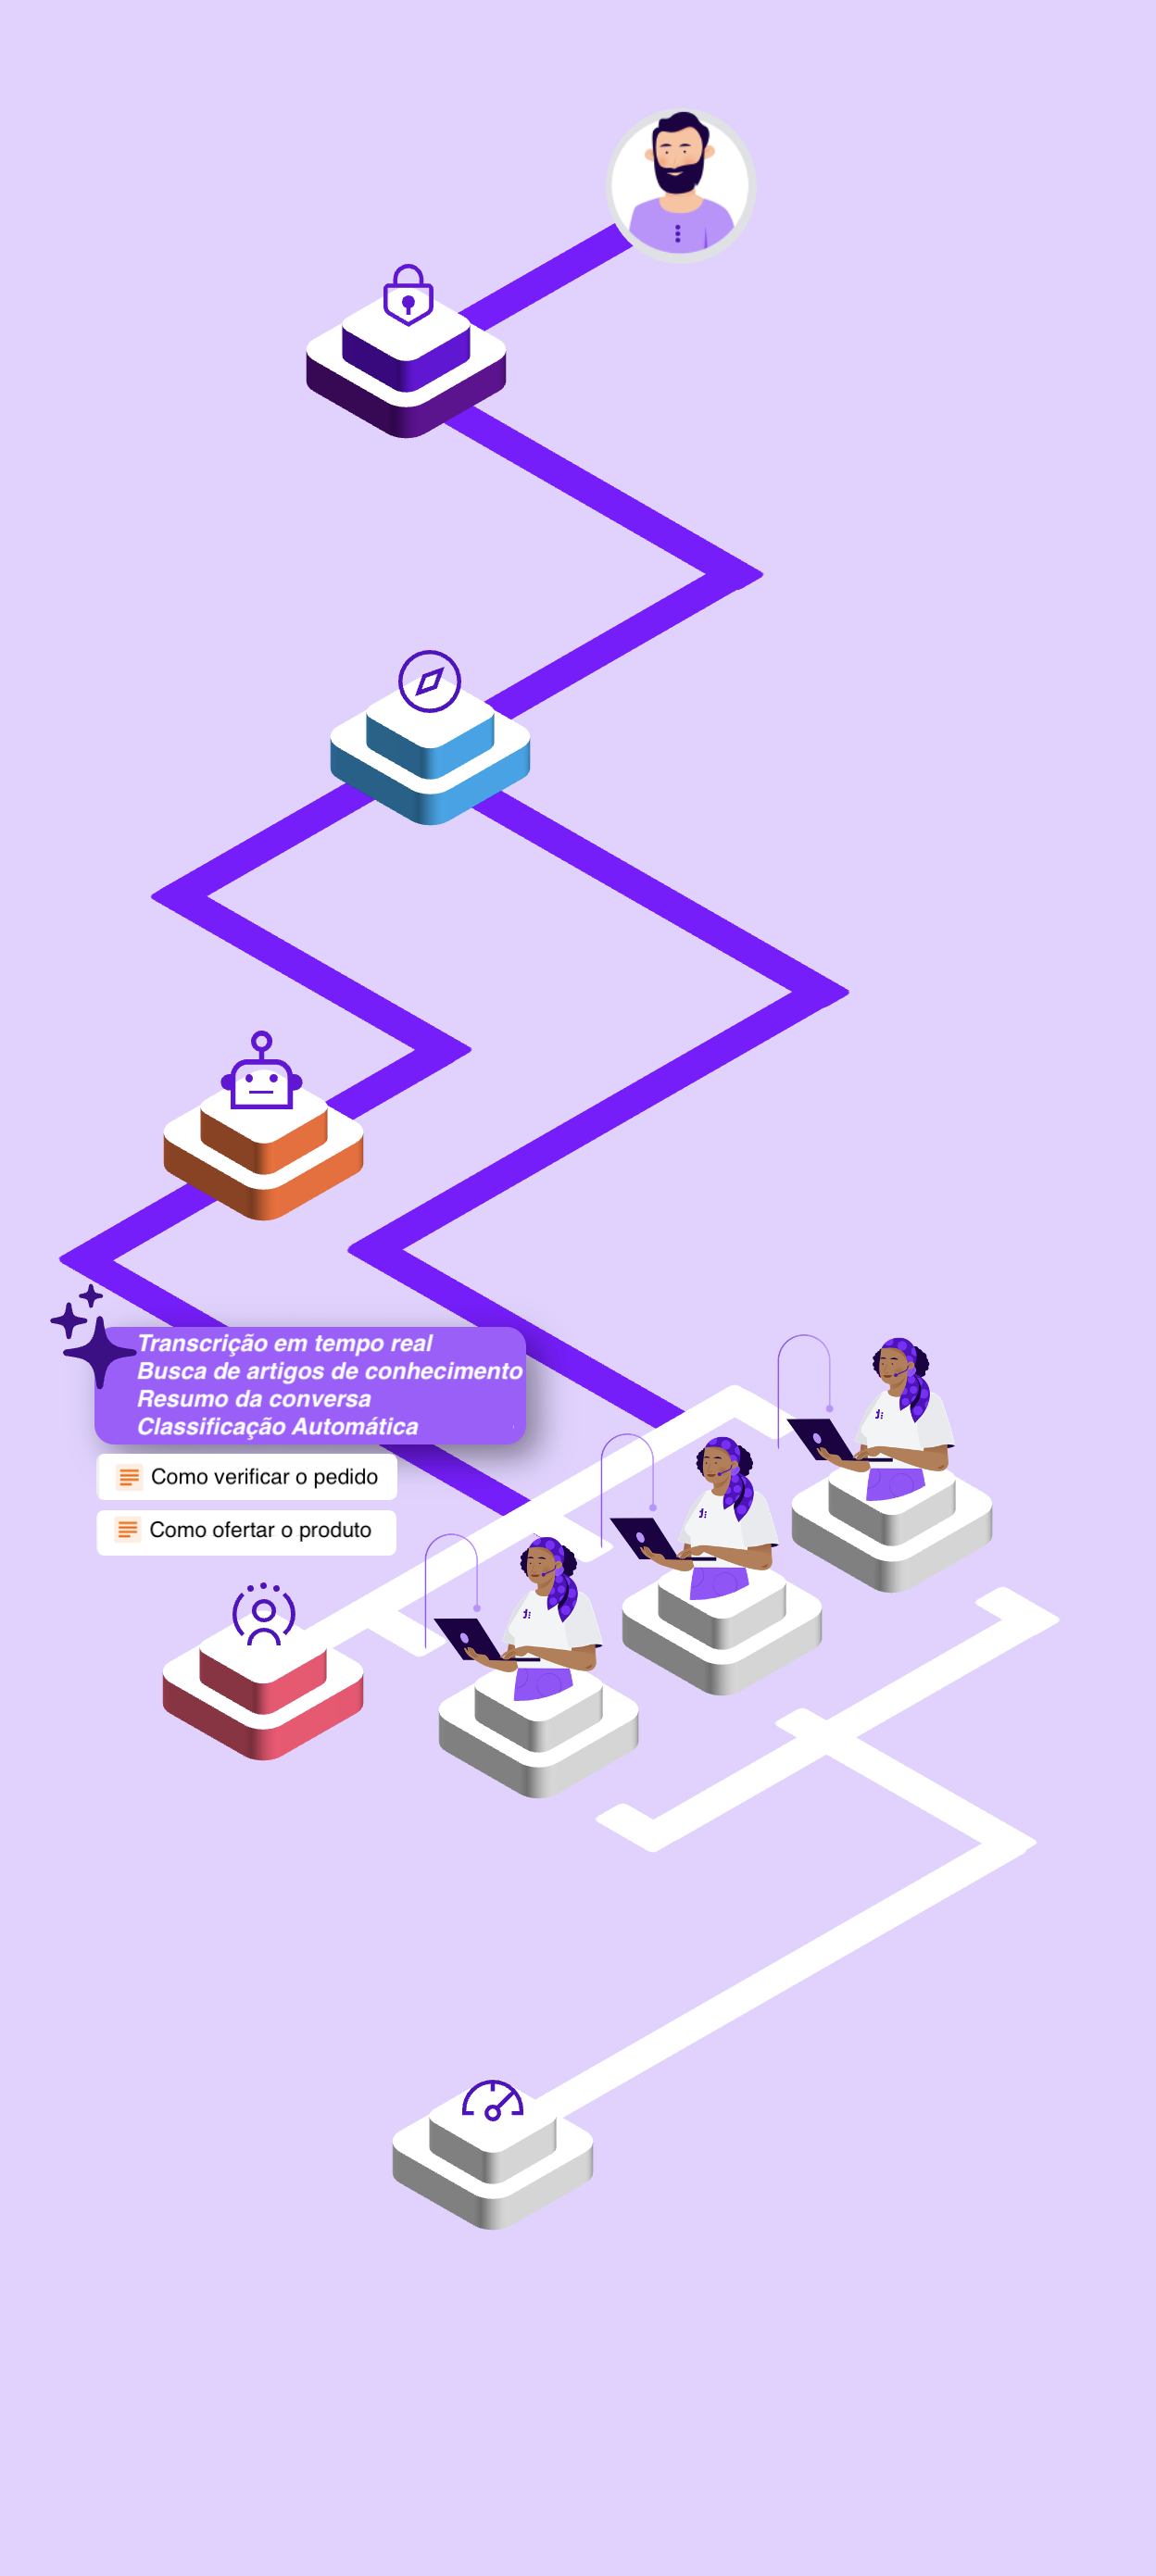 Transcrição em tempo real
Busca de artigos de conhecimento
Resumo da conversa
Classificação Automática
Como verificar o pedido
Como ofertar o produto